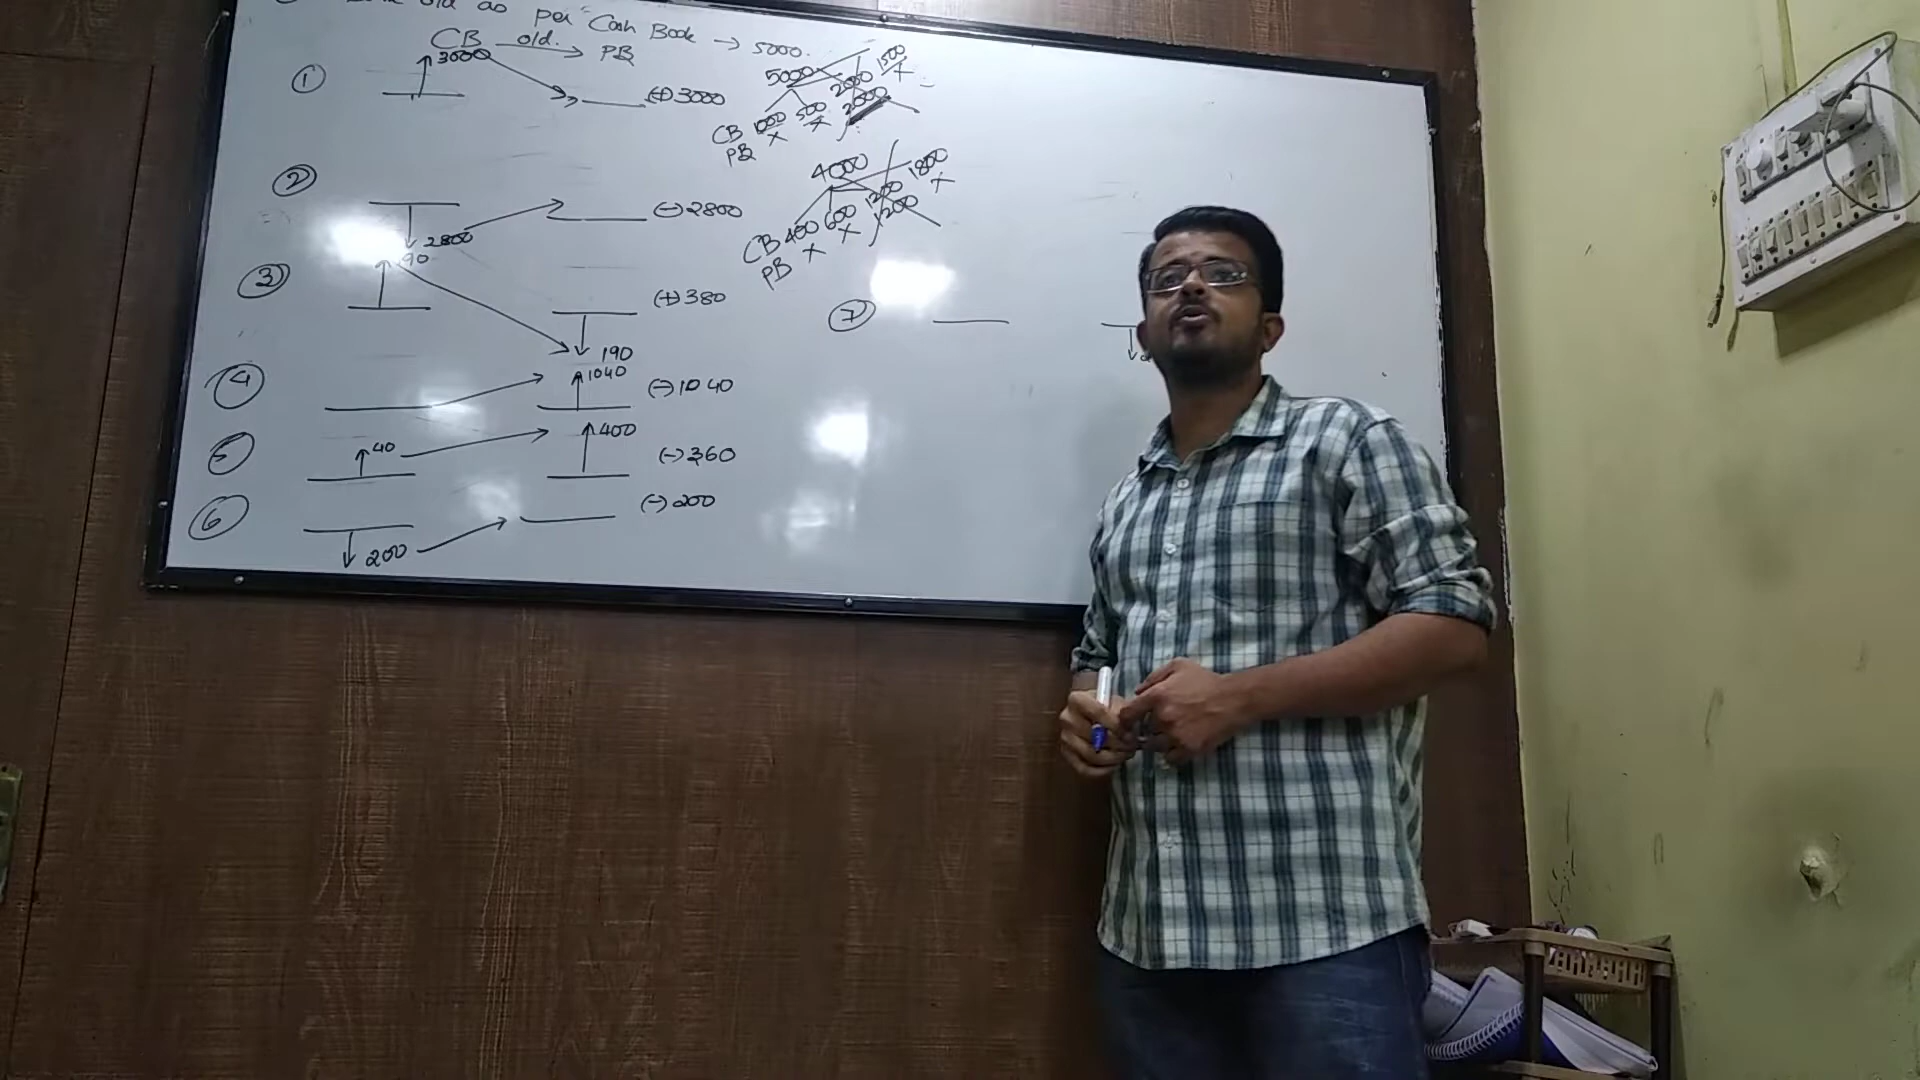 as per Cash Book → 5000.
CB old. → PB
① 3000 (+) 3000
5000
2000 1500
2000 X
CB 1000 500
PB X X
② 2800 (-) 2800
4000
1200 1800
1200 X
CB 400 600
PB X X
③ 190 190 (+) 380
④ 1040 (-) 1040
⑤ 40 400 (-) 360
⑥ 200 (-) 200
⑦